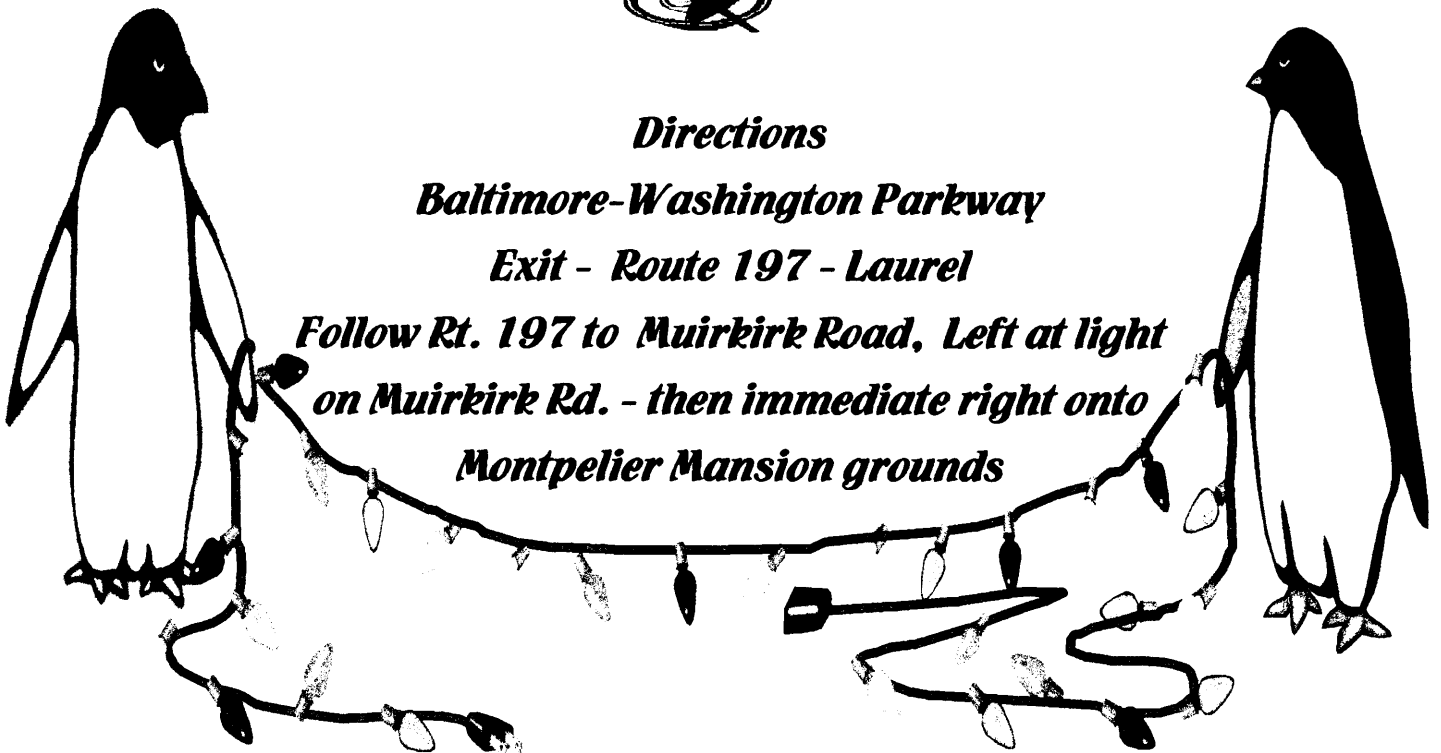 Directions
Baltimore-Washington Parkway
Exit - Route 197 - Laurel
Follow Rt. 197 to Muirkirk Road, Left at light
on Muirkirk Rd. - then immediate right onto
Montpelier Mansion grounds